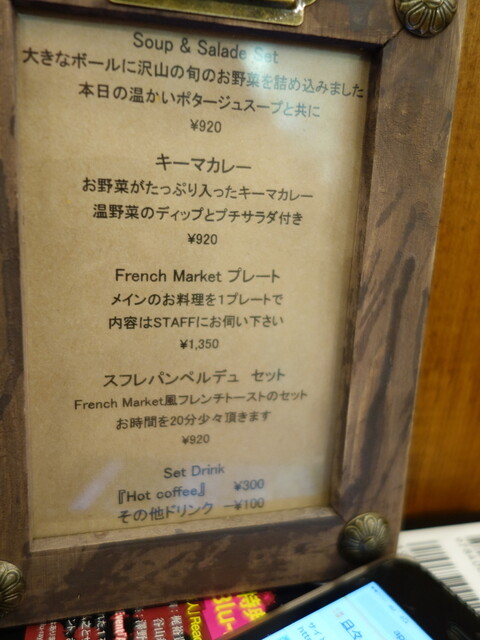 Soup & Salade Set
大きなボールに沢山の旬のお野菜を詰め込みました
本日の温かいポタージュスープと共に
¥920
キーマカレー
お野菜がたっぷり入ったキーマカレー
温野菜のディップとプチサラダ付き
¥920
French Market プレート
メインのお料理を1プレートで
内容はSTAFFにお伺い下さい
¥1,350
スフレパンペルデュ セット
French Market風フレンチトーストのセット
お時間を20分少々頂きます
¥920
Set Drink
『Hot coffee』 ¥300
その他ドリンク ー¥100